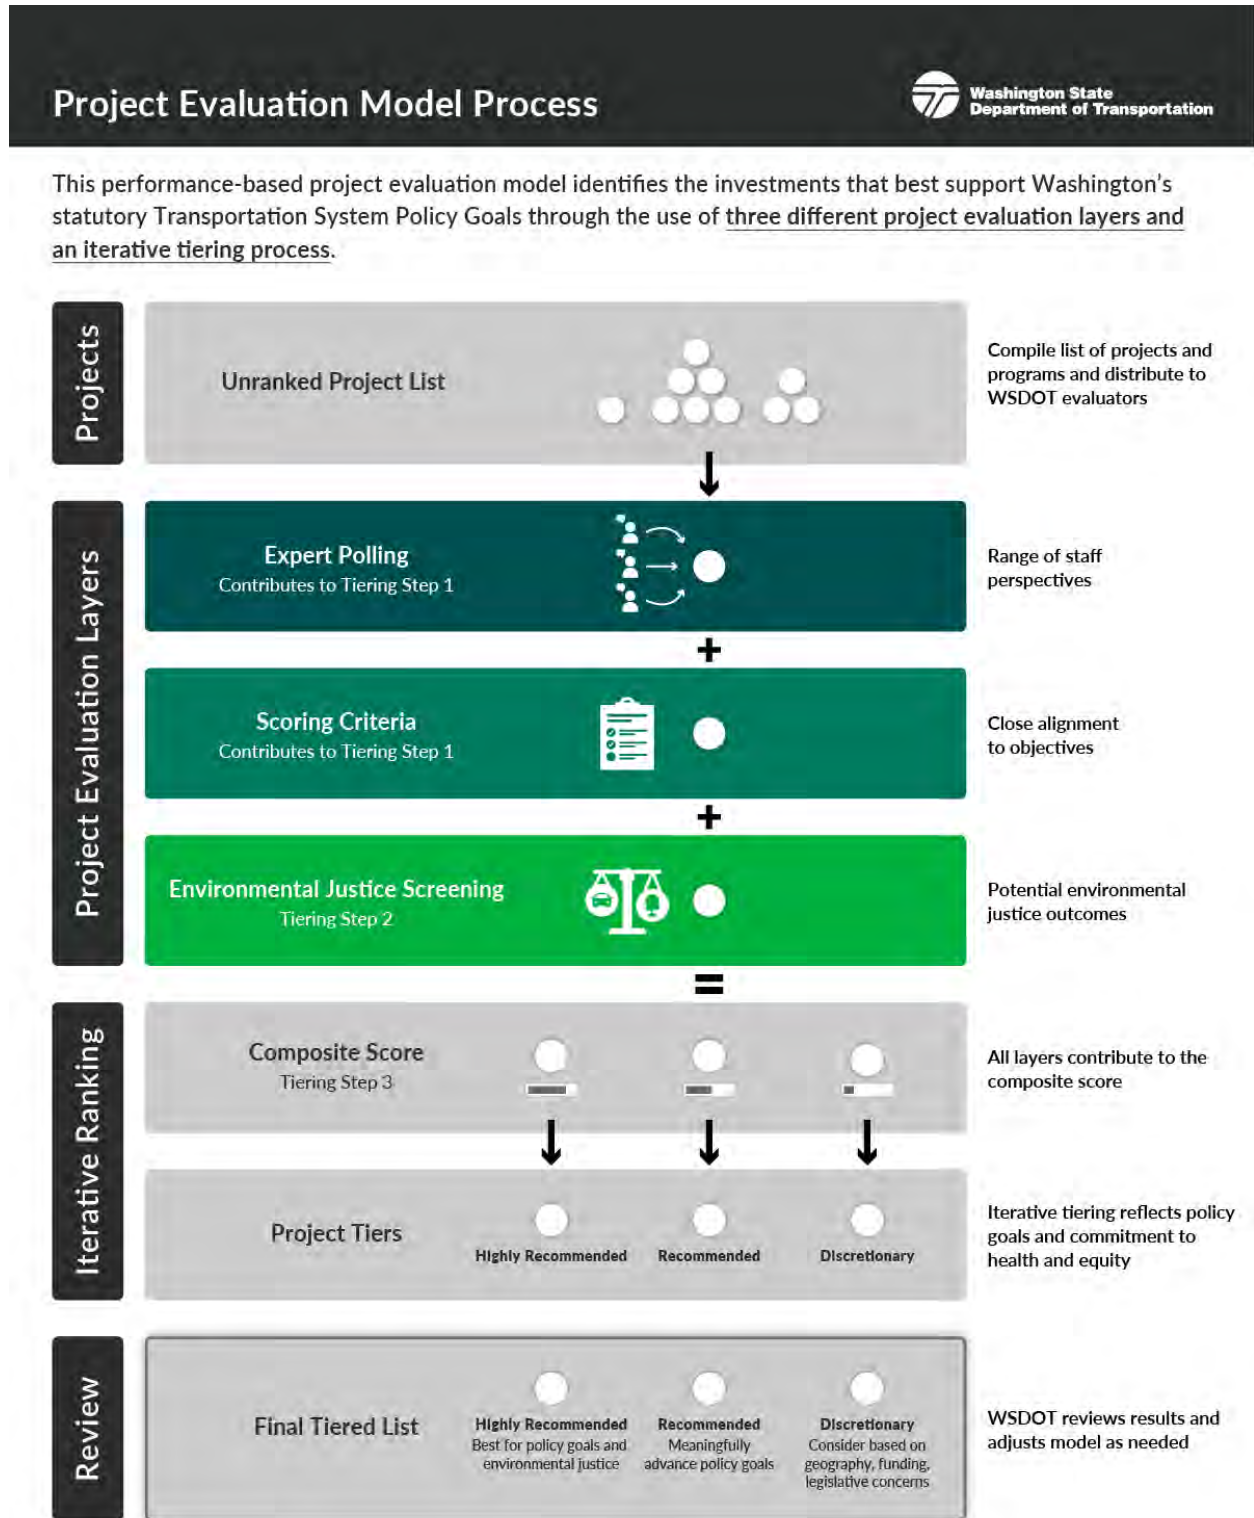 Project Evaluation Model Process
Washington State
Department of Transportation
This performance-based project evaluation model identifies the investments that best support Washington's
statutory Transportation System Policy Goals through the use of three different project evaluation layers and
an iterative tiering process.
Projects
Unranked Project List
Compile list of projects and
programs and distribute to
WSDOT evaluators
Project Evaluation Layers
Expert Polling
Contributes to Tiering Step 1
Range of staff
perspectives
+
Scoring Criteria
Contributes to Tiering Step 1
Close alignment
to objectives
+
Environmental Justice Screening
Tiering Step 2
Potential environmental
justice outcomes
=
Iterative Ranking
Composite Score
Tiering Step 3
All layers contribute to the
composite score
Project Tiers
Highly Recommended
Recommended
Discretionary
Iterative tiering reflects policy
goals and commitment to
health and equity
Review
Final Tiered List
Highly Recommended
Best for policy goals and
environmental justice
Recommended
Meaningfully
advance policy goals
Discretionary
Consider based on
geography, funding,
legislative concerns
WSDOT reviews results and
adjusts model as needed